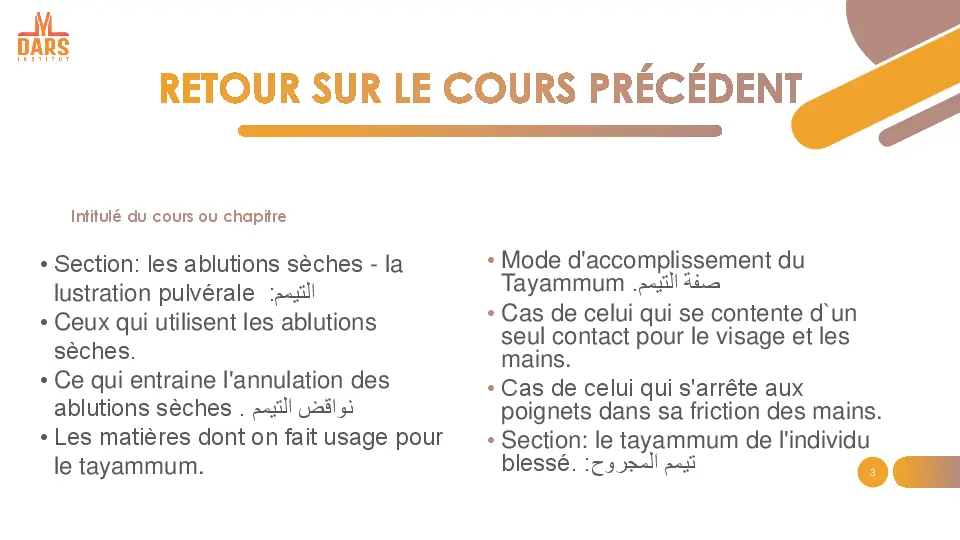 DARS
INSTITUT
RETOUR SUR LE COURS PRÉCÉDENT
Intitulé du cours ou chapitre
• Section: les ablutions sèches - la
lustration pulvérale :التيمم
• Ceux qui utilisent les ablutions
sèches.
• Ce qui entraine l'annulation des
ablutions sèches . نواقض التيمم
• Les matières dont on fait usage pour
le tayammum.
• Mode d'accomplissement du
Tayammum .صفة التيمم
• Cas de celui qui se contente d`un
seul contact pour le visage et les
mains.
• Cas de celui qui s'arrête aux
poignets dans sa friction des mains.
• Section: le tayammum de l'individu
blessé. :تيمم المجروح
3